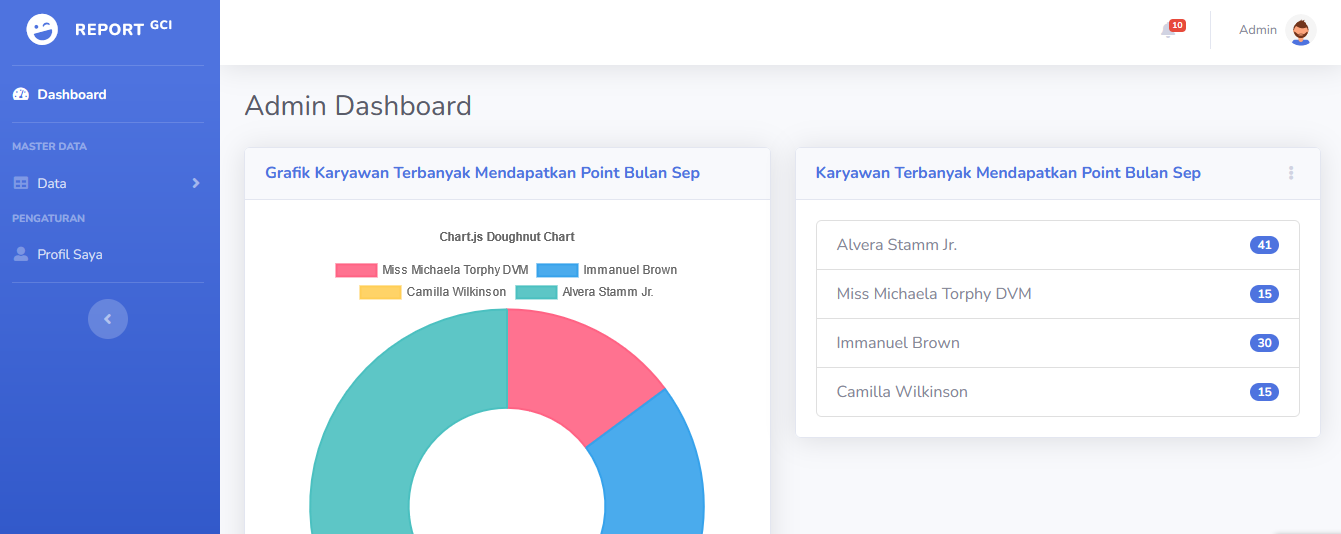 REPORT GCI
10
Admin
Dashboard
MASTER DATA
Data
PENGATURAN
Profil Saya
Admin Dashboard
Grafik Karyawan Terbanyak Mendapatkan Point Bulan Sep
Chart.js Doughnut Chart
Miss Michaela Torphy DVM Immanuel Brown
Camilla Wilkinson Alvera Stamm Jr.
Karyawan Terbanyak Mendapatkan Point Bulan Sep
Alvera Stamm Jr. 41
Miss Michaela Torphy DVM 15
Immanuel Brown 30
Camilla Wilkinson 15